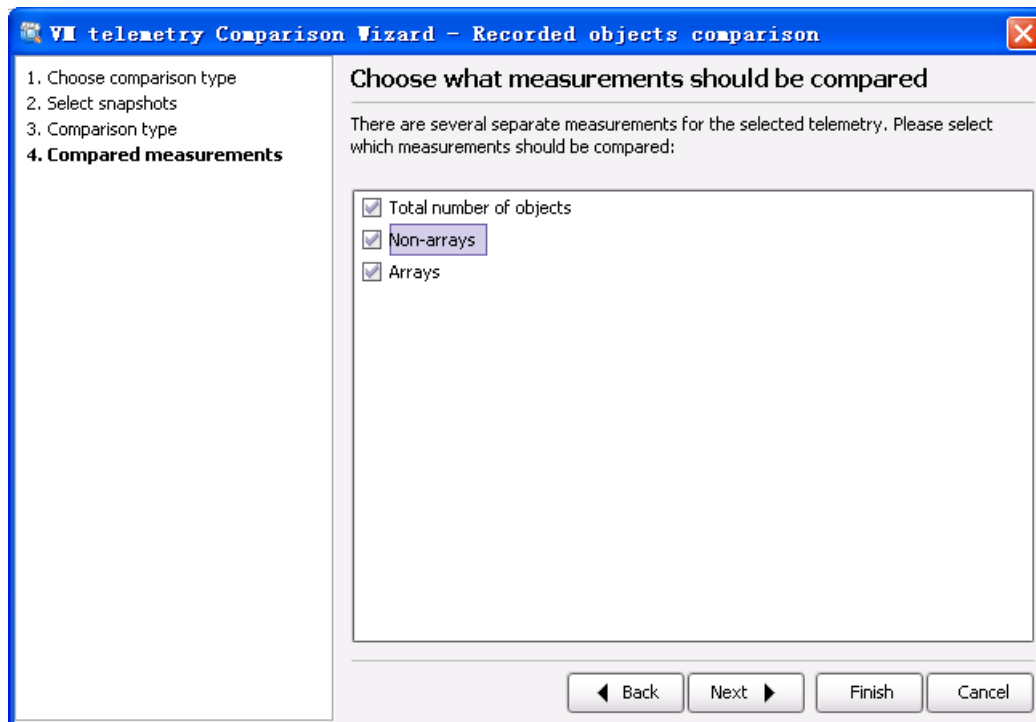 VM telemetry Comparison Wizard - Recorded objects comparison
1. Choose comparison type
2. Select snapshots
3. Comparison type
4. Compared measurements
Choose what measurements should be compared
There are several separate measurements for the selected telemetry. Please select
which measurements should be compared:
Total number of objects
Non-arrays
Arrays
Back
Next
Finish
Cancel